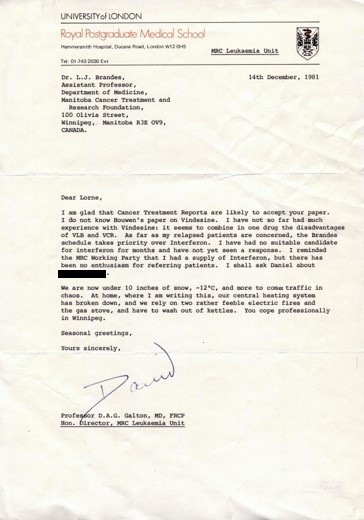 UNIVERSITY of LONDON
Royal Postgraduate Medical School
Hammersmith Hospital, Ducane Road, London W12 0HS
MRC Leukaemia Unit
Tel: 01-743 2030 Ext
Dr. L.J. Brandes, 14th December, 1981
Assistant Professor,
Department of Medicine,
Manitoba Cancer Treatment and
Research Foundation,
100 Olivia Street,
Winnipeg, Manitoba R3E OV9,
CANADA.
Dear Lorne,
I am glad that Cancer Treatment Reports are likely to accept your paper.
I do not know Houwen's paper on Vindesine. I have not so far had much
experience with Vindesine: it seems to combine in one drug the disadvantages
of VLB and VCR. As far as my relapsed patients are concerned, the Brandes
schedule takes priority over Interferon. I have had no suitable candidate
for interferon for months and have not yet seen a response. I reminded
the MRC Working Party that I had a supply of Interferon, but there has
been no enthusiasm for referring patients. I shall ask Daniel about
.
We are now under 10 inches of snow, -12°C, and more to come: traffic in
chaos. At home, where I am writing this, our central heating system
has broken down, and we rely on two rather feeble electric fires and
the gas stove, and have to wash out of kettles. You cope professionally
in Winnipeg.
Seasonal greetings,
Yours sincerely,
David
Professor D.A.G. Galton, MD, FRCP
Hon. Director, MRC Leukaemia Unit